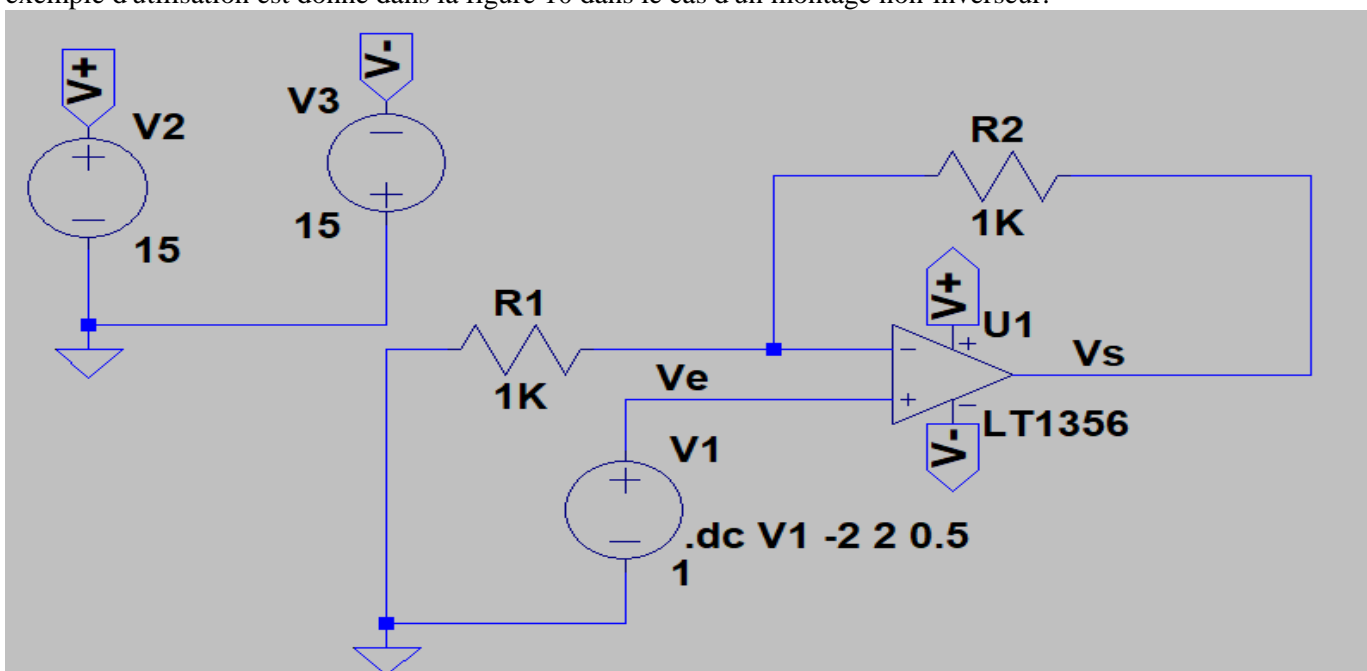 exemple d'utilisation est donné dans la figure 10 dans le cas d'un montage non-inverseur.
V+
V-
V2
V3
+
-
-
+
15
15
R2
1K
R1
1K
V+
U1
+
-
+
-
Vs
Ve
LT1356
V-
V1
+
-
.dc V1 -2 2 0.5
1